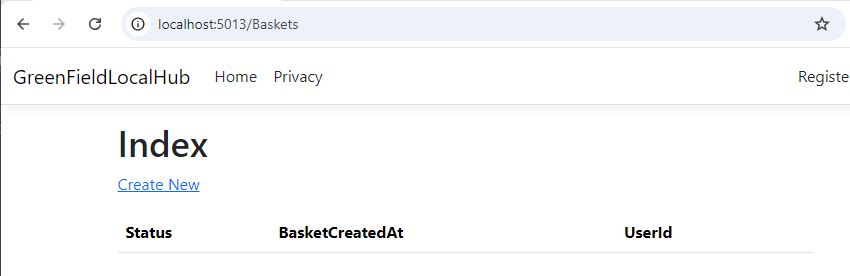 localhost:5013/Baskets
GreenFieldLocalHub Home Privacy Registe
Index
Create New
Status BasketCreatedAt UserId